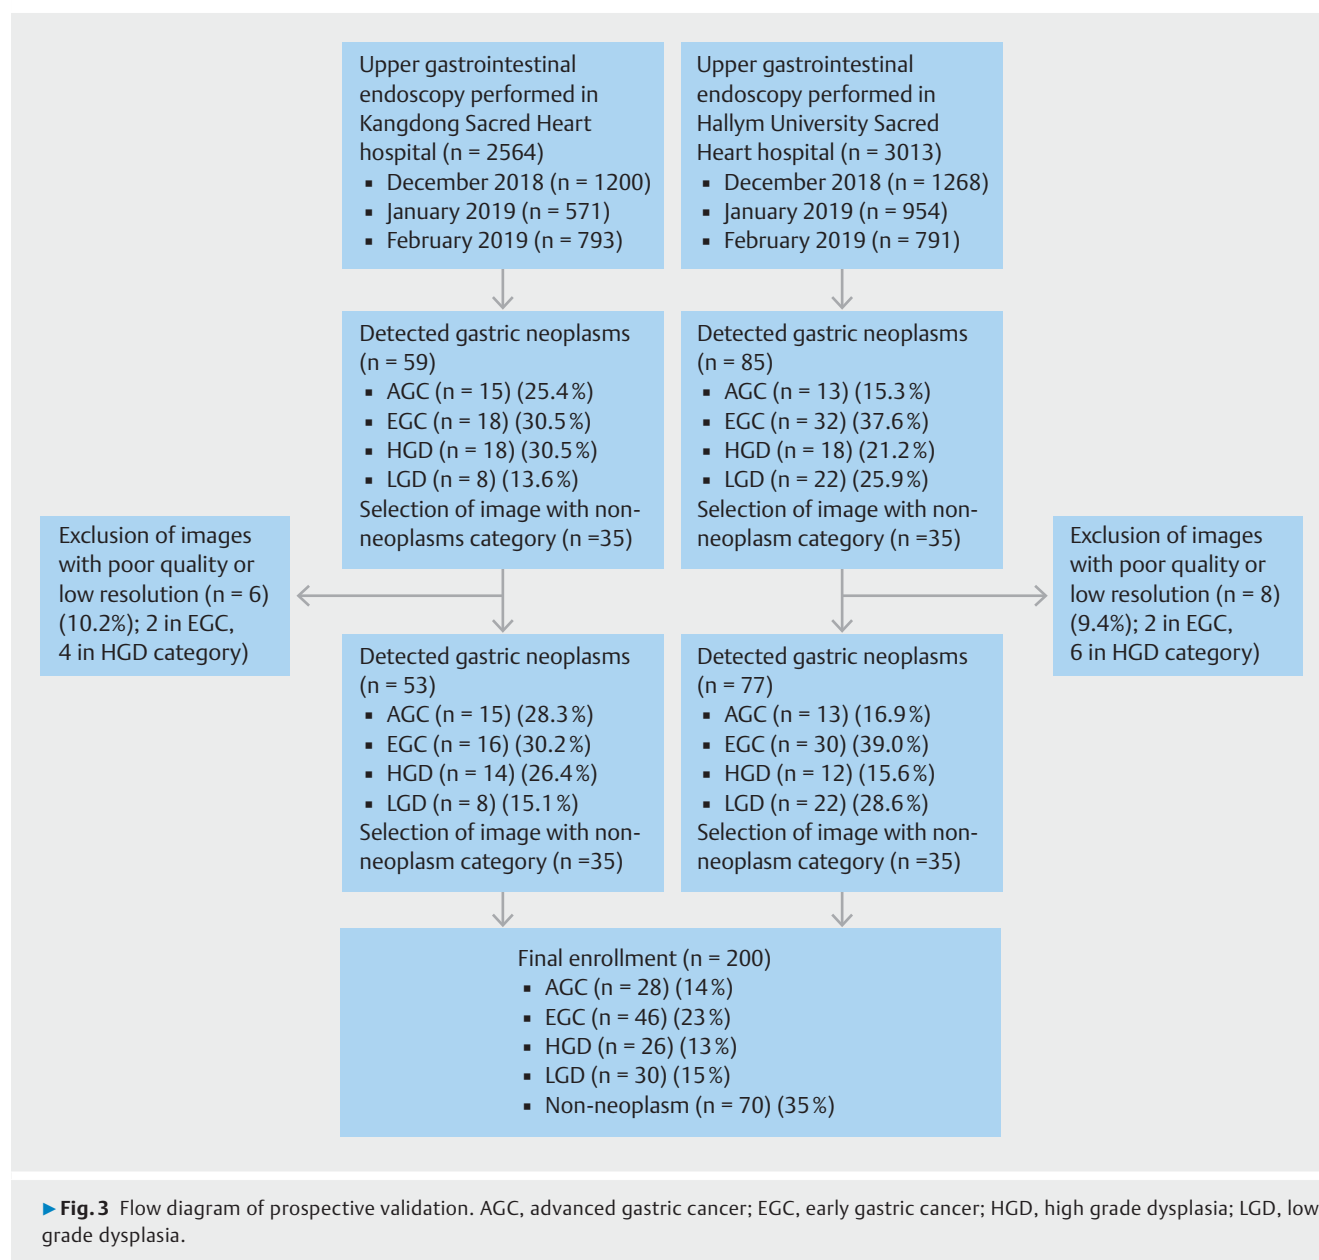 Upper gastrointestinal
endoscopy performed in
Kangdong Sacred Heart
hospital (n = 2564)
▪ December 2018 (n = 1200)
▪ January 2019 (n = 571)
▪ February 2019 (n = 793)
Upper gastrointestinal
endoscopy performed in
Hallym University Sacred
Heart hospital (n = 3013)
▪ December 2018 (n = 1268)
▪ January 2019 (n = 954)
▪ February 2019 (n = 791)
Detected gastric neoplasms
(n = 59)
▪ AGC (n = 15) (25.4 %)
▪ EGC (n = 18) (30.5 %)
▪ HGD (n = 18) (30.5 %)
▪ LGD (n = 8) (13.6 %)
Selection of image with non-
neoplasms category (n =35)
Detected gastric neoplasms
(n = 85)
▪ AGC (n = 13) (15.3 %)
▪ EGC (n = 32) (37.6 %)
▪ HGD (n = 18) (21.2 %)
▪ LGD (n = 22) (25.9 %)
Selection of image with non-
neoplasm category (n =35)
Exclusion of images
with poor quality or
low resolution (n = 6)
(10.2%); 2 in EGC,
4 in HGD category)
Exclusion of images
with poor quality or
low resolution (n = 8)
(9.4%); 2 in EGC,
6 in HGD category)
Detected gastric neoplasms
(n = 53)
▪ AGC (n = 15) (28.3 %)
▪ EGC (n = 16) (30.2 %)
▪ HGD (n = 14) (26.4 %)
▪ LGD (n = 8) (15.1 %)
Selection of image with non-
neoplasm category (n =35)
Detected gastric neoplasms
(n = 77)
▪ AGC (n = 13) (16.9 %)
▪ EGC (n = 30) (39.0 %)
▪ HGD (n = 12) (15.6 %)
▪ LGD (n = 22) (28.6 %)
Selection of image with non-
neoplasm category (n =35)
Final enrollment (n = 200)
▪ AGC (n = 28) (14 %)
▪ EGC (n = 46) (23 %)
▪ HGD (n = 26) (13 %)
▪ LGD (n = 30) (15 %)
▪ Non-neoplasm (n = 70) (35 %)
▶ Fig. 3 Flow diagram of prospective validation. AGC, advanced gastric cancer; EGC, early gastric cancer; HGD, high grade dysplasia; LGD, low
grade dysplasia.